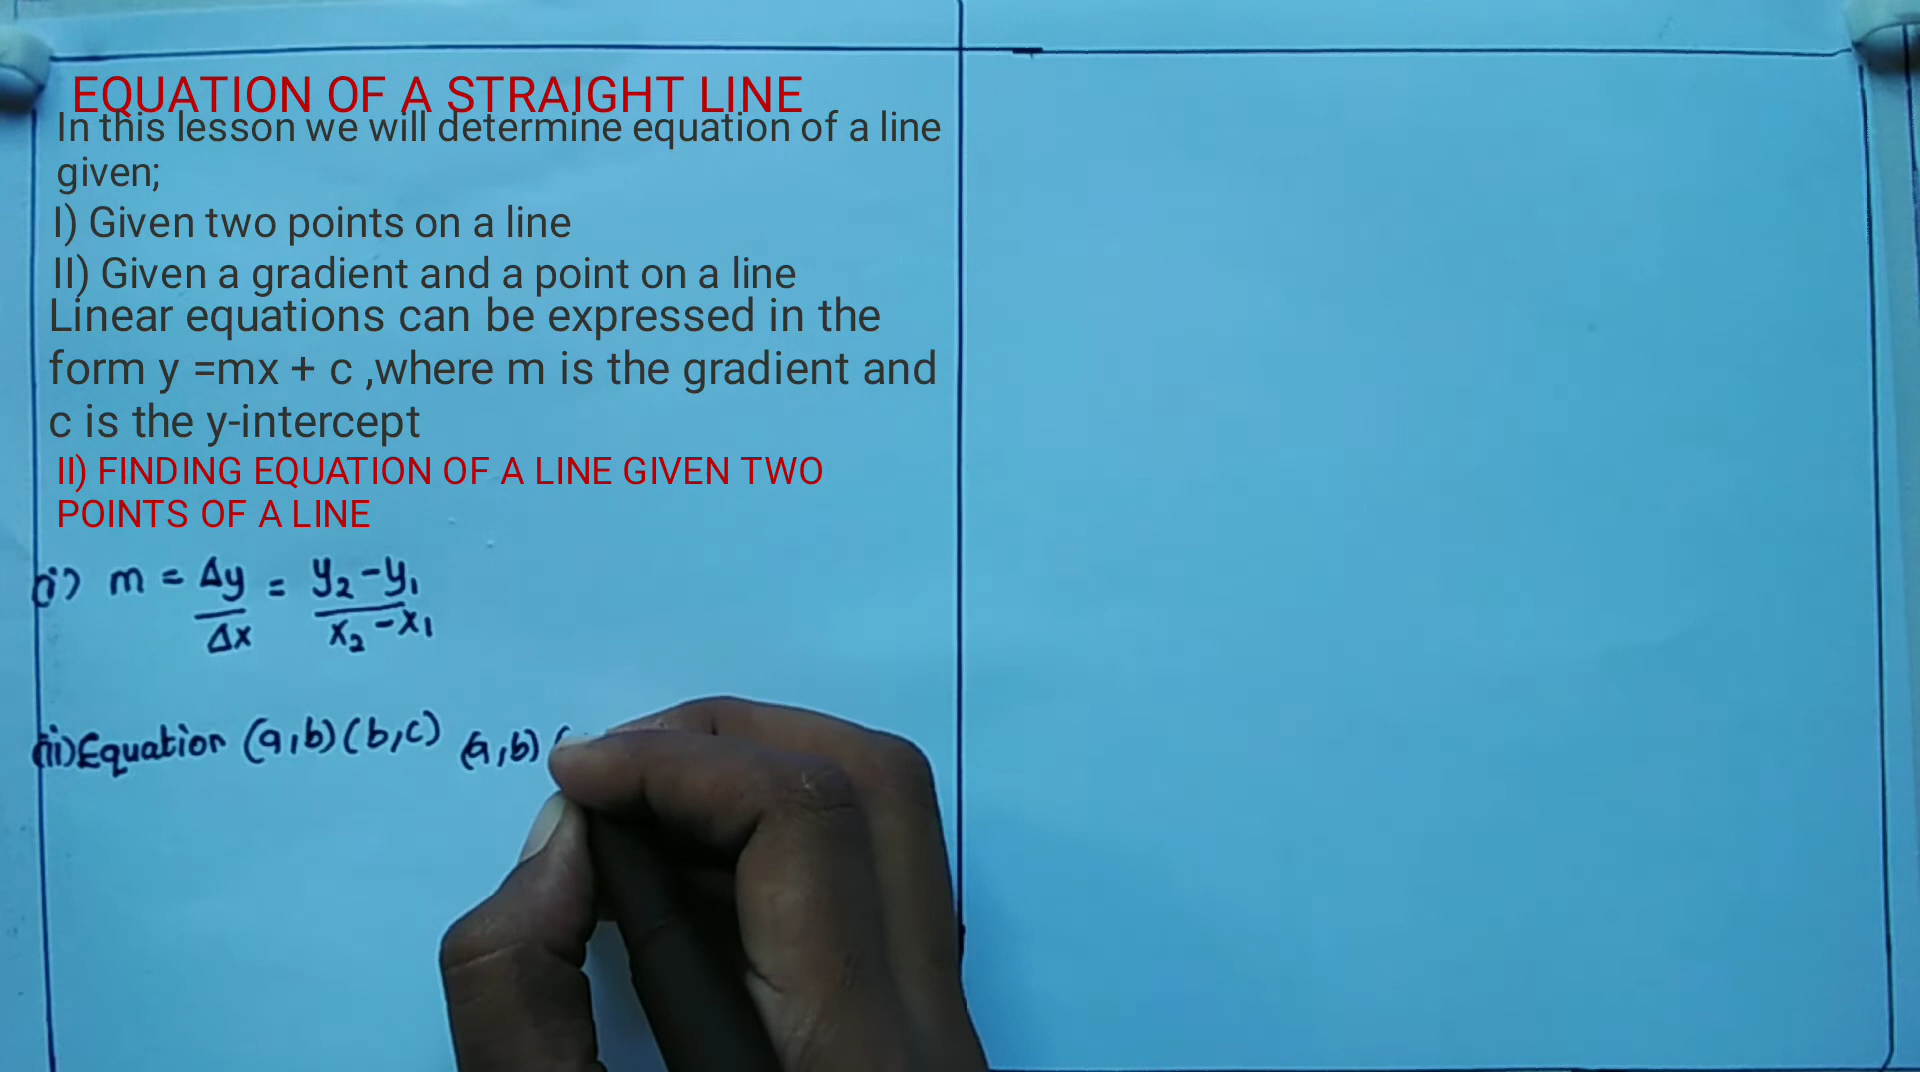 EQUATION OF A STRAIGHT LINE
In this lesson we will determine equation of a line
given;
I) Given two points on a line
II) Given a gradient and a point on a line
Linear equations can be expressed in the
form y =mx + c ,where m is the gradient and
c is the y-intercept
II) FINDING EQUATION OF A LINE GIVEN TWO
POINTS OF A LINE
(i) m = Δy/Δx = y₂-y₁/x₂-x₁
(ii) Equation (a,b) (b,c) (a,b) (